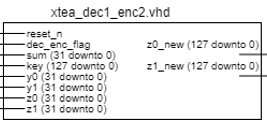 xtea_dec1_enc2.vhd
reset_n
dec_enc_flag
sum (31 downto 0)
key (127 downto 0)
y0 (31 downto 0)
y1 (31 downto 0)
z0 (31 downto 0)
z1 (31 downto 0)
z0_new (127 downto 0)
z1_new (127 downto 0)